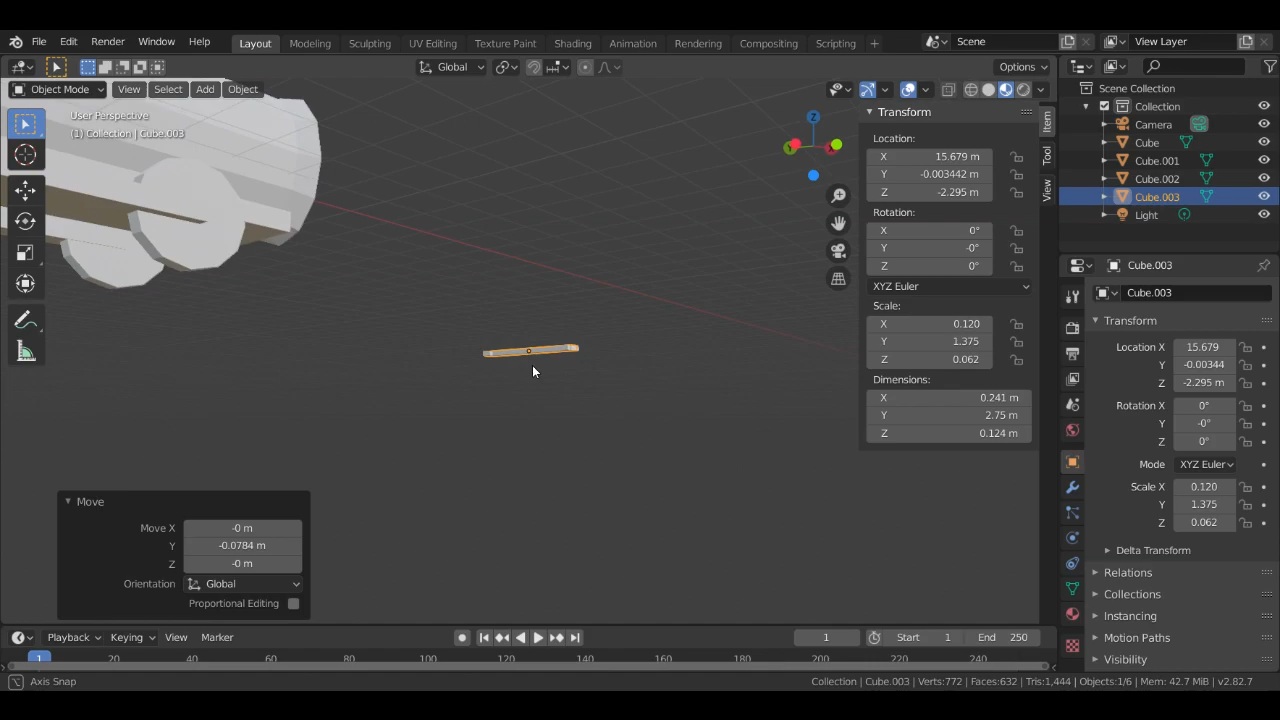 File Edit Render Window Help Layout Modeling Sculpting UV Editing Texture Paint Shading Animation Rendering Compositing Scripting + Scene View Layer
Global Options
Object Mode View Select Add Object
User Perspective
(1) Collection | Cube.003
Z
Y
X
Transform
Location:
X 15.679 m
Y -0.003442 m
Z -2.295 m
Rotation:
X 0°
Y -0°
Z 0°
XYZ Euler
Scale:
X 0.120
Y 1.375
Z 0.062
Dimensions:
X 0.241 m
Y 2.75 m
Z 0.124 m
Item
Tool
View
Scene Collection
Collection
Camera
Cube
Cube.001
Cube.002
Cube.003
Light
Cube.003
Cube.003
Transform
Location X 15.679
Y -0.00344
Z -2.295
Rotation X 0°
Y -0°
Z 0°
Mode XYZ Euler
Scale X 0.120
Y 1.375
Z 0.062
Delta Transform
Relations
Collections
Instancing
Motion Paths
Visibility
Move
Move X -0 m
Y -0.0784 m
Z -0 m
Orientation Global
Proportional Editing
Playback Keying View Marker 1 Start 1 End 250
1 20 40 60 80 100 120 140 160 180 200 220 240
Axis Snap Collection | Cube.003 | Verts:772 | Faces:632 | Tris:1,444 | Objects:1/6 | Mem: 42.7 MiB | v2.82.7